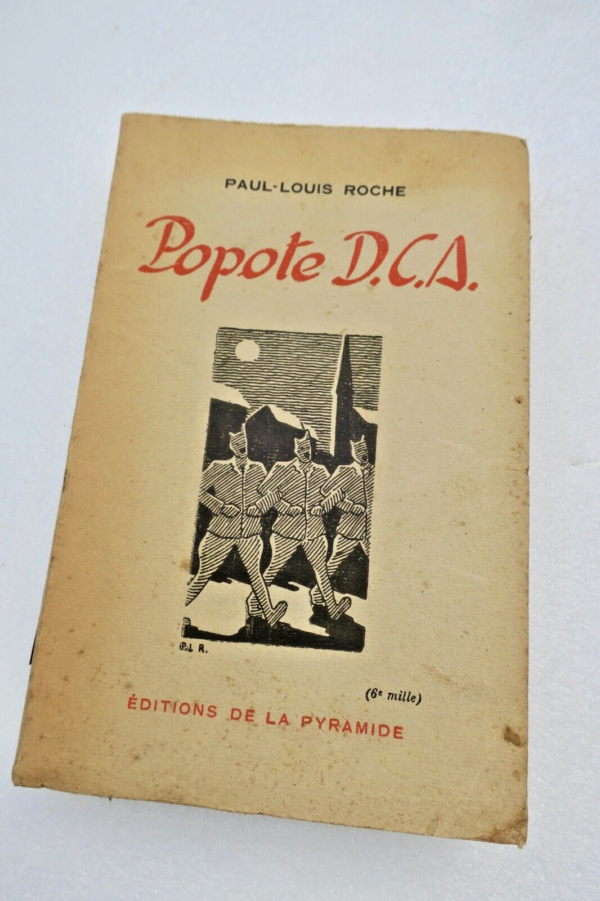 PAUL-LOUIS ROCHE
Popote D.C.A.
P.L R.
(6e mille)
ÉDITIONS DE LA PYRAMIDE